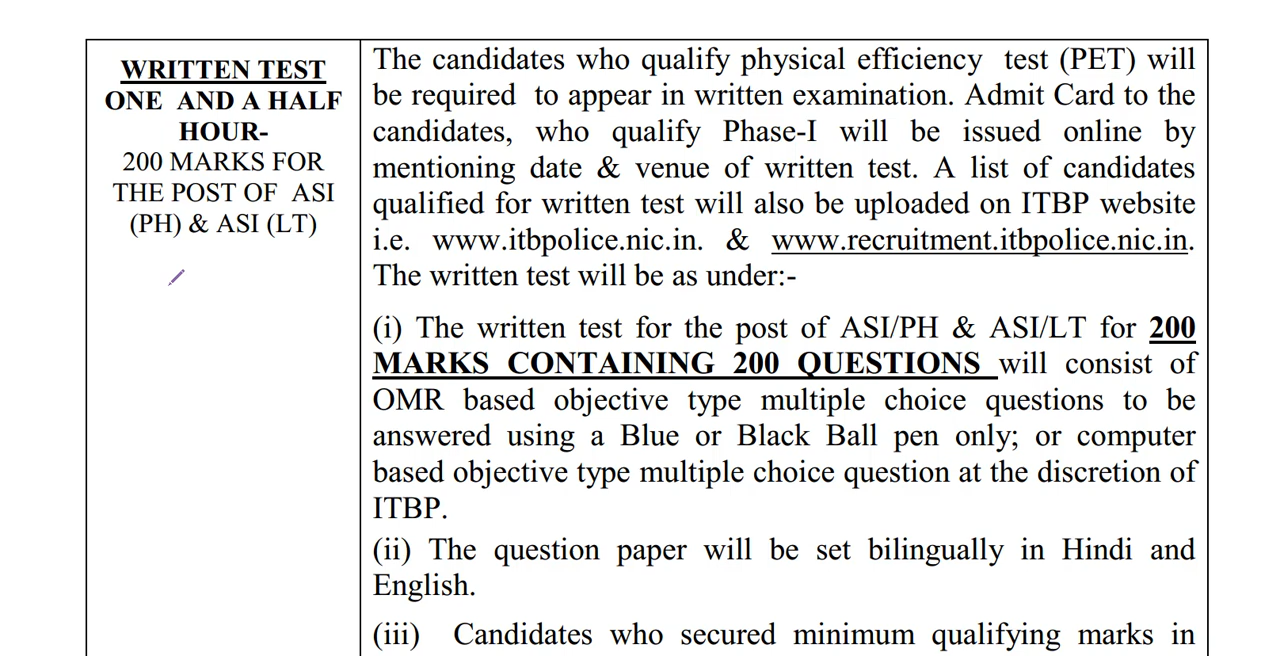 WRITTEN TEST
ONE AND A HALF
HOUR-
200 MARKS FOR
THE POST OF ASI
(PH) & ASI (LT)
The candidates who qualify physical efficiency test (PET) will
be required to appear in written examination. Admit Card to the
candidates, who qualify Phase-I will be issued online by
mentioning date & venue of written test. A list of candidates
qualified for written test will also be uploaded on ITBP website
i.e. www.itbpolice.nic.in. & www.recruitment.itbpolice.nic.in.
The written test will be as under:-
(i) The written test for the post of ASI/PH & ASI/LT for 200
MARKS CONTAINING 200 QUESTIONS will consist of
OMR based objective type multiple choice questions to be
answered using a Blue or Black Ball pen only; or computer
based objective type multiple choice question at the discretion of
ITBP.
(ii) The question paper will be set bilingually in Hindi and
English.
(iii) Candidates who secured minimum qualifying marks in